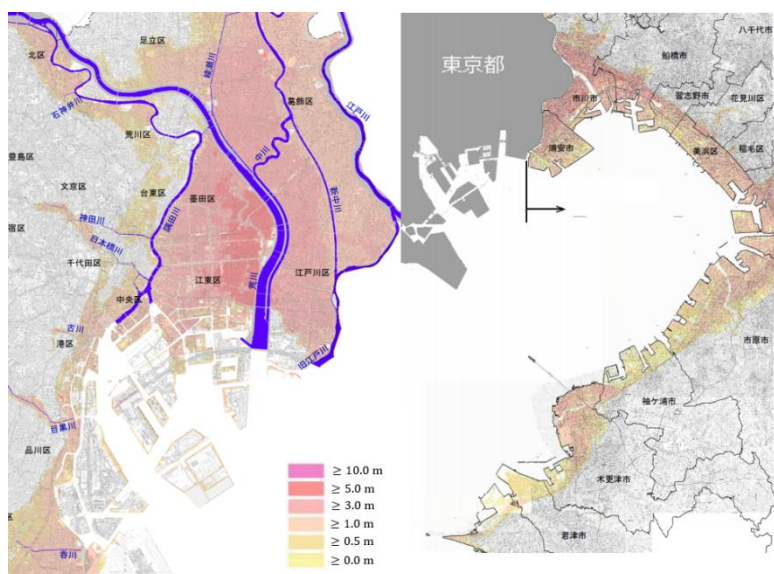 足立区
北区
綾瀬川
葛飾区
江戸川
石神井川
荒川区
中川
豊島区
文京区
台東区
墨田区
隅田川
新中川
神田川
宿区
日本橋川
千代田区
江東区
荒川
江戸川区
中央区
古川
港区
旧江戸川
目黒川
品川区
区
呑川
≥ 10.0 m
≥ 5.0 m
≥ 3.0 m
≥ 1.0 m
≥ 0.5 m
≥ 0.0 m
東京都
八千代市
船橋市
市川市
習志野市
花見川区
浦安市
美浜区
稲毛区
市原市
袖ケ浦市
木更津市
君津市